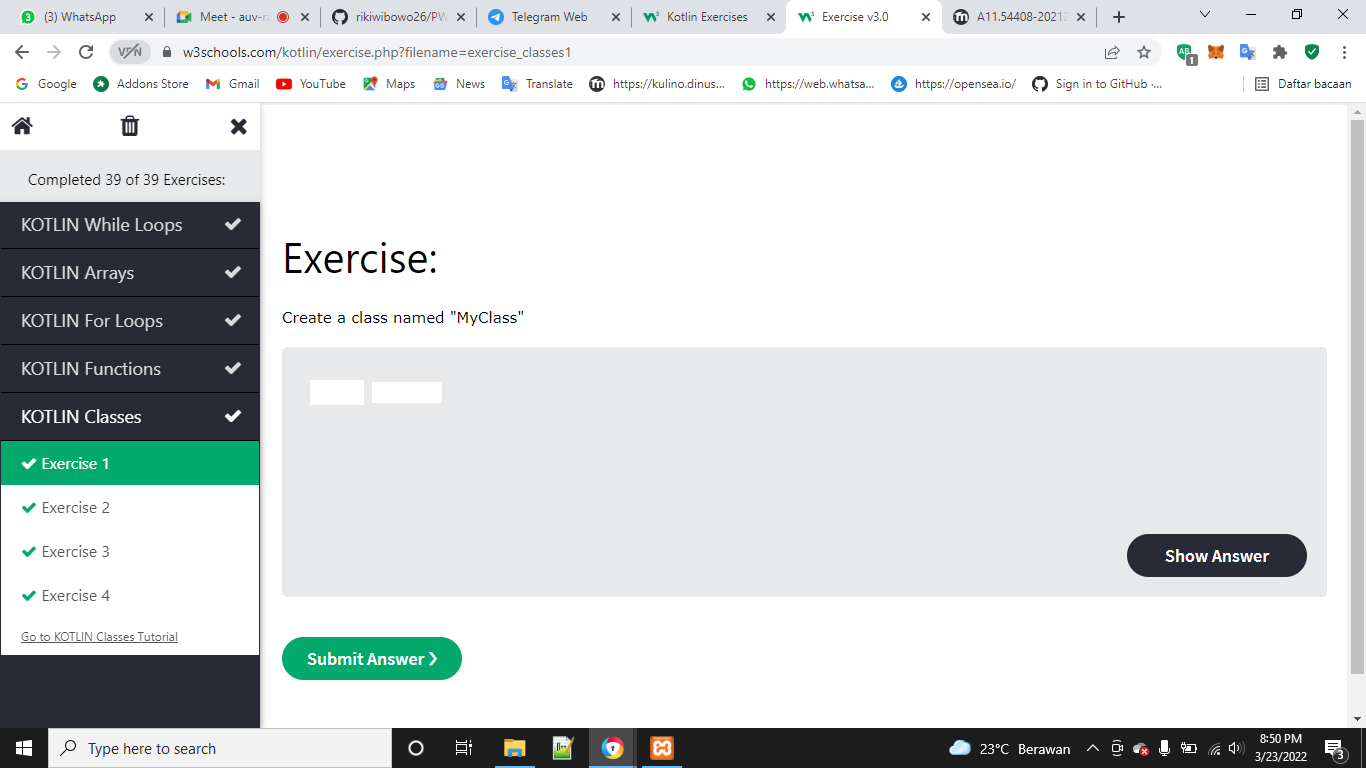 (3) WhatsApp
Meet - auv-r
rikiwibowo26/PW
Telegram Web
Kotlin Exercises
Exercise v3.0
A11.54408-2021
VPN
w3schools.com/kotlin/exercise.php?filename=exercise_classes1
1
Google
Addons Store
Gmail
YouTube
Maps
News
Translate
https://kulino.dinus...
https://web.whatsa...
https://opensea.io/
Sign in to GitHub ·...
Daftar bacaan
Completed 39 of 39 Exercises:
KOTLIN While Loops
KOTLIN Arrays
KOTLIN For Loops
KOTLIN Functions
KOTLIN Classes
Exercise 1
Exercise 2
Exercise 3
Exercise 4
Go to KOTLIN Classes Tutorial
Exercise:
Create a class named "MyClass"
Show Answer
Submit Answer ❯
Type here to search
23°C Berawan
8:50 PM
3/23/2022
3